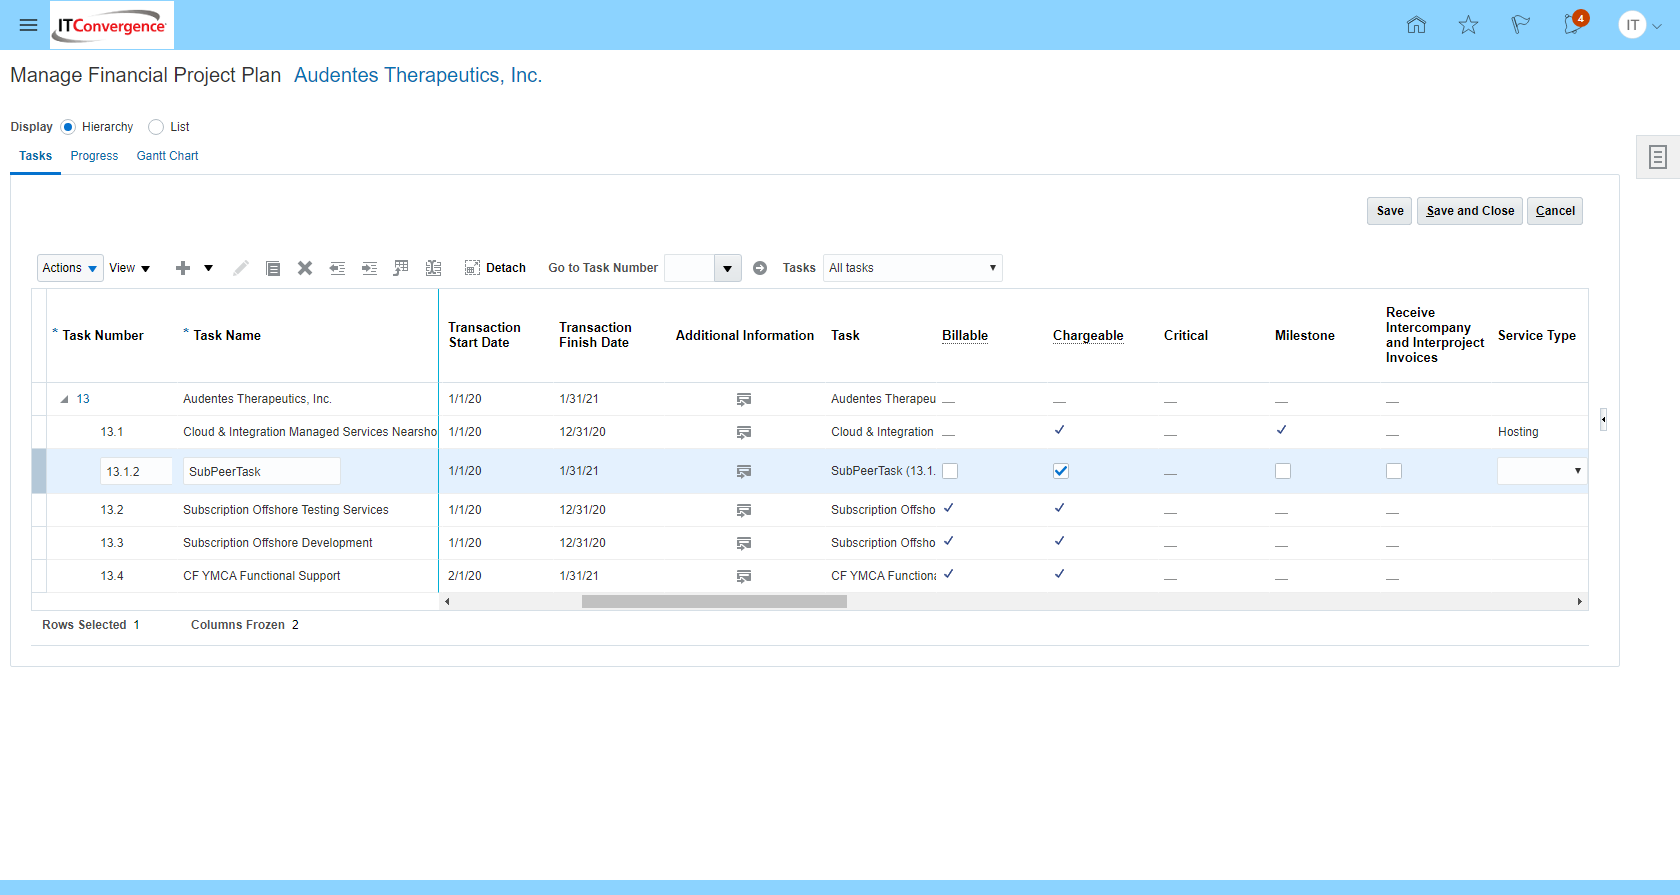 ITConvergence
4
IT
Manage Financial Project Plan Audentes Therapeutics, Inc.
Display Hierarchy List
Tasks Progress Gantt Chart
Save Save and Close Cancel
Actions View Detach Go to Task Number Tasks All tasks
* Task Number * Task Name Transaction Start Date Transaction Finish Date Additional Information Task Billable Chargeable Critical Milestone Receive Intercompany and Interproject Invoices Service Type
13 Audentes Therapeutics, Inc. 1/1/20 1/31/21 Audentes Therapeu
13.1 Cloud & Integration Managed Services Nearsho 1/1/20 12/31/20 Cloud & Integration Hosting
13.1.2 SubPeerTask 1/1/20 1/31/21 SubPeerTask (13.1.
13.2 Subscription Offshore Testing Services 1/1/20 12/31/20 Subscription Offsho
13.3 Subscription Offshore Development 1/1/20 12/31/20 Subscription Offsho
13.4 CF YMCA Functional Support 2/1/20 1/31/21 CF YMCA Functiona
Rows Selected 1 Columns Frozen 2